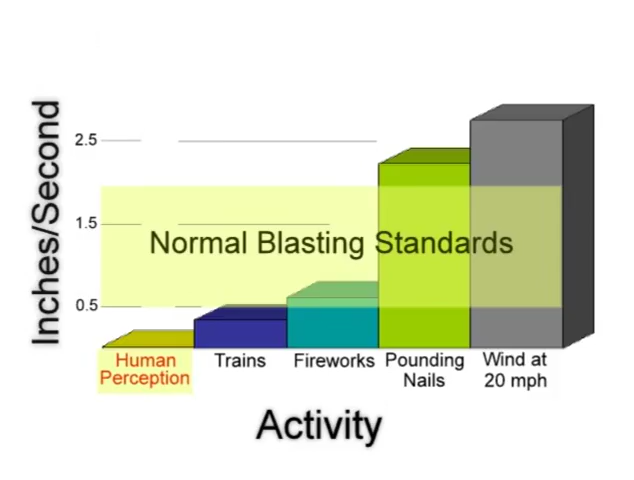 Inches/Second
2.5
1.5
0.5
Normal Blasting Standards
Human
Perception
Trains
Fireworks
Pounding
Nails
Wind at
20 mph
Activity